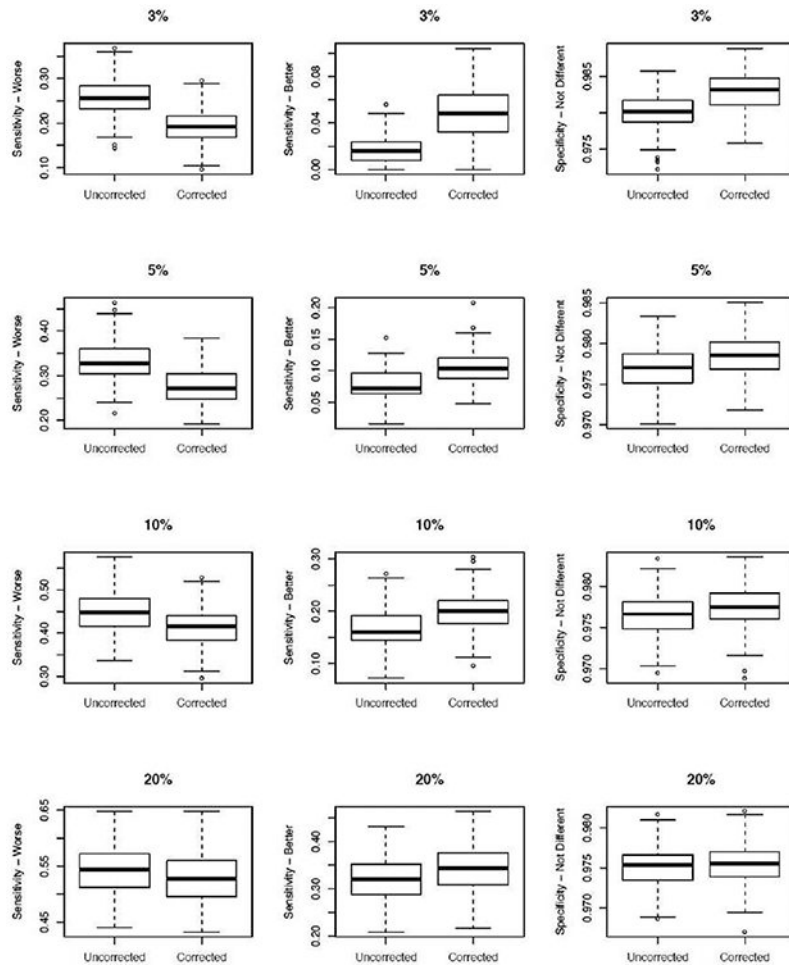 3% 3% 3%
Sensitivity – Worse
0.10 0.20 0.30
Uncorrected Corrected
Sensitivity – Better
0.00 0.04 0.08
Uncorrected Corrected
Specificity – Not Different
0.975 0.985
Uncorrected Corrected
5% 5% 5%
Sensitivity – Worse
0.20 0.30 0.40
Uncorrected Corrected
Sensitivity – Better
0.05 0.10 0.15 0.20
Uncorrected Corrected
Specificity – Not Different
0.970 0.975 0.980 0.985
Uncorrected Corrected
10% 10% 10%
Sensitivity – Worse
0.30 0.40 0.50
Uncorrected Corrected
Sensitivity – Better
0.10 0.20 0.30
Uncorrected Corrected
Specificity – Not Different
0.970 0.975 0.980
Uncorrected Corrected
20% 20% 20%
Sensitivity – Worse
0.45 0.55 0.65
Uncorrected Corrected
Sensitivity – Better
0.20 0.30 0.40
Uncorrected Corrected
Specificity – Not Different
0.970 0.975 0.980
Uncorrected Corrected